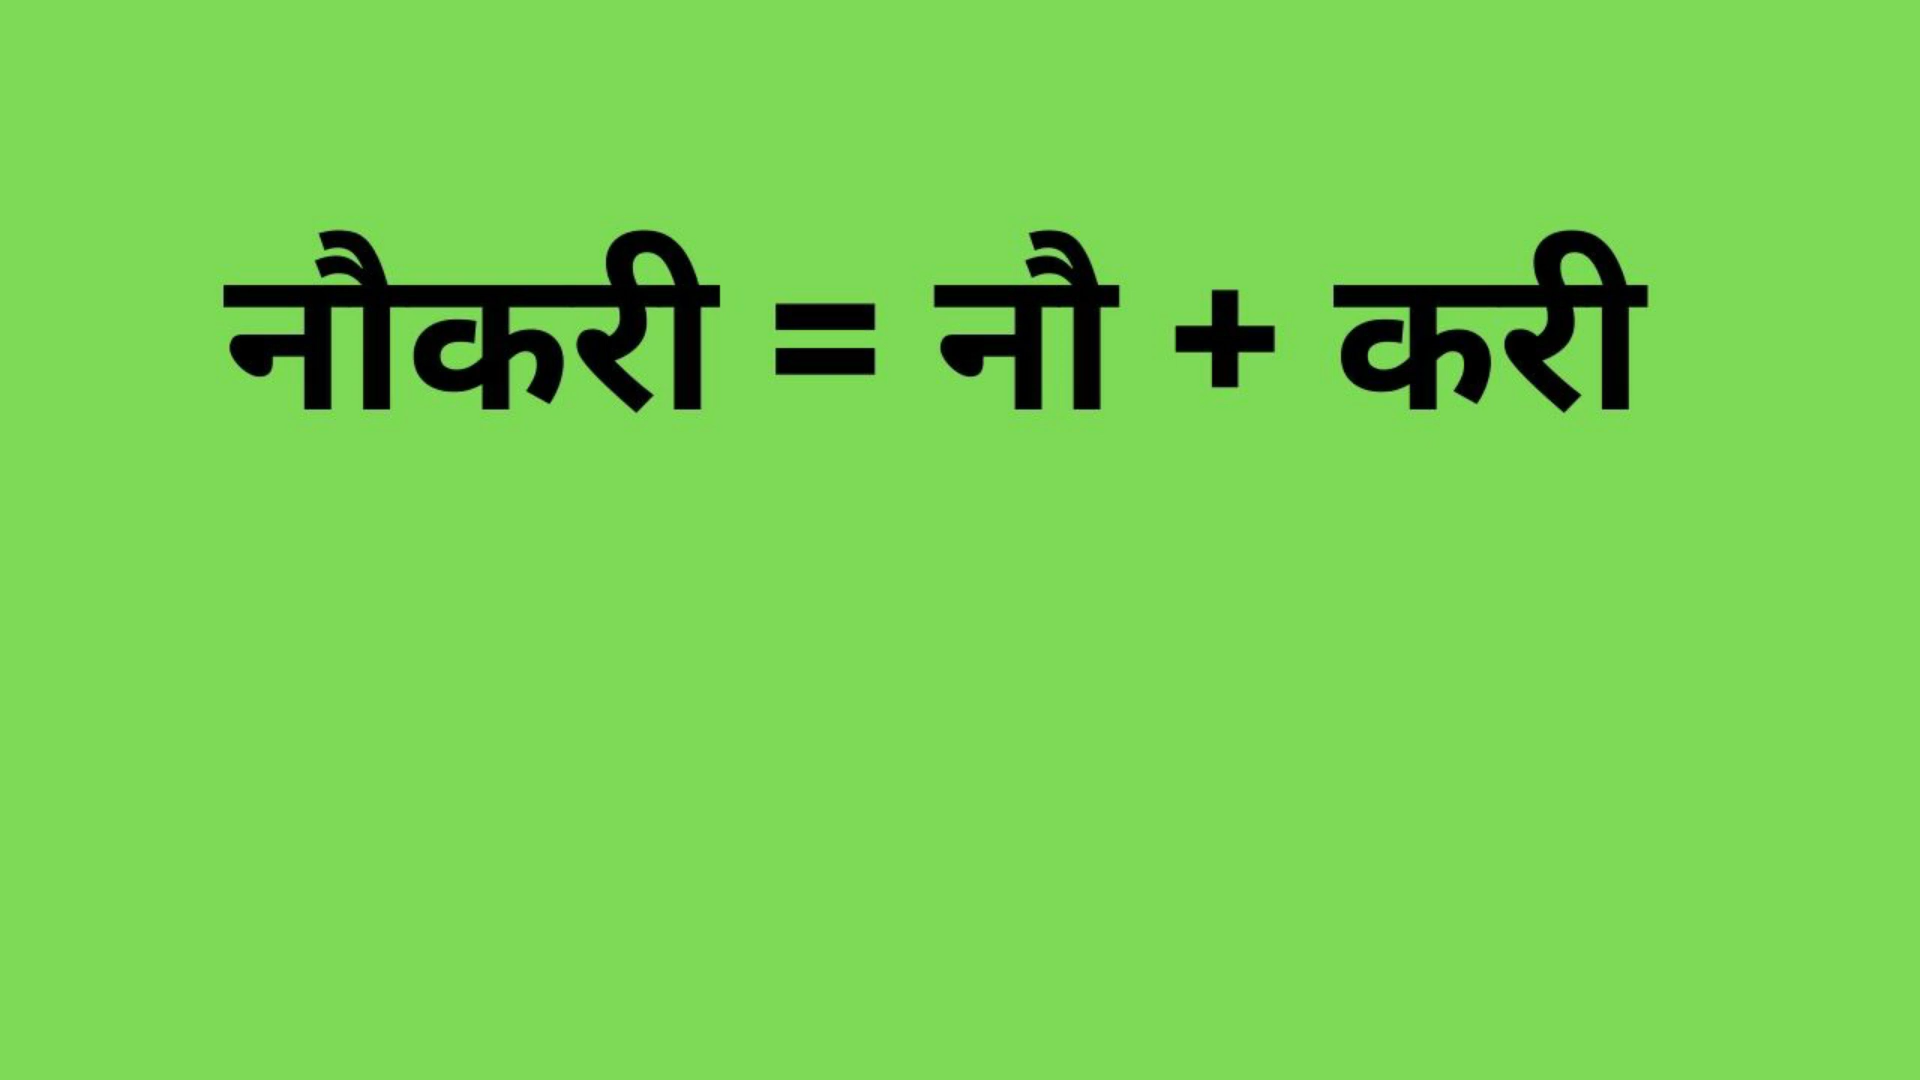 नौकरी = नौ + करी